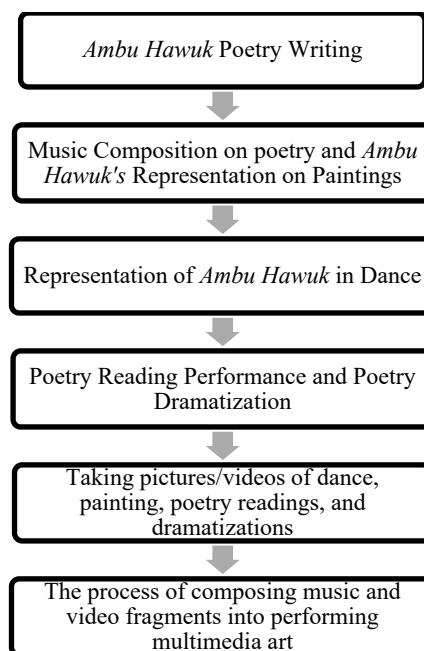 Ambu Hawuk Poetry Writing
Music Composition on poetry and Ambu
Hawuk's Representation on Paintings
Representation of Ambu Hawuk in Dance
Poetry Reading Performance and Poetry
Dramatization
Taking pictures/videos of dance,
painting, poetry readings, and
dramatizations
The process of composing music and
video fragments into performing
multimedia art